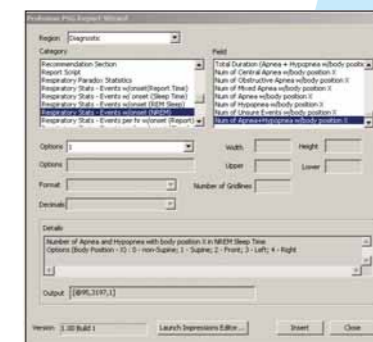 Profusion PSG Report Wizard
Region Diagnostic
Category
Recommendation Section
Report Script
Respiratory Paradox Statistics
Respiratory Stats - Events w/onset(Report Time)
Respiratory Stats - Events w/ onset (Sleep Time)
Respiratory Stats - Events w/onset (REM Sleep)
Respiratory Stats - Events w/onset (NREM)
Respiratory Stats - Events per hr w/onset (Report)
Field
Total Duration (Apnea + Hypopnea w/body positio
Num of Central Apnea w/body position X
Num of Obstructive Apnea w/body position X
Num of Mixed Apnea w/body position X
Num of Apnea w/body position X
Num of Hypopnea w/body position X
Num of Unsure Events w/body position X
Num of Apnea+Hypopnea w/body position X
Options 1
Width
Height
Options
Upper
Lower
Format
Number of Gridlines
Decimals
Details
Number of Apnea and Hypopnea with body position X in NREM Sleep Time
Options (Body Position - X) : 0 - non-Supine; 1 - Supine; 2 - Front; 3 - Left; 4 - Right
Output [@95,3197,1]
Version 1.00 Build 1
Launch Impressions Editor ...
Insert
Close